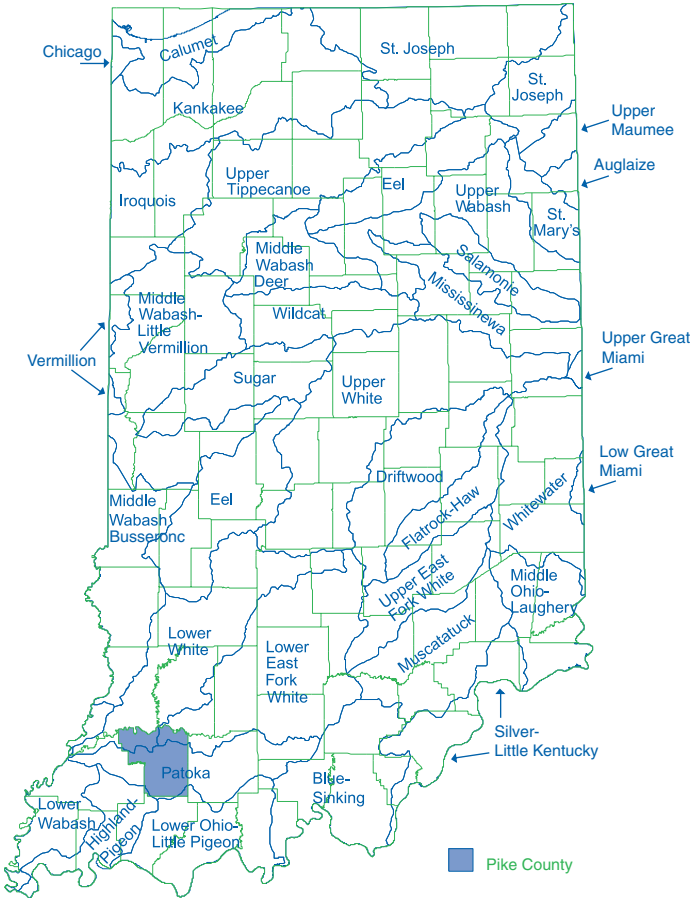 Chicago
Calumet
St. Joseph
St.
Joseph
Kankakee
Upper
Maumee
Auglaize
Iroquois
Upper
Tippecanoe
Eel
Upper
Wabash
St.
Mary's
Middle
Wabash
Deer
Salamonie
Mississinewa
Middle
Wabash-
Little
Vermillion
Wildcat
Vermillion
Upper Great
Miami
Sugar
Upper
White
Low Great
Miami
Driftwood
Middle
Wabash
Busseronc
Eel
Flatrock-Haw
Whitewater
Upper East
Fork White
Middle
Ohio-
Laughery
Muscatatuck
Lower
White
Lower
East
Fork
White
Silver-
Little Kentucky
Patoka
Blue-
Sinking
Lower
Wabash
Highland-
Pigeon
Lower Ohio-
Little Pigeon
Pike County